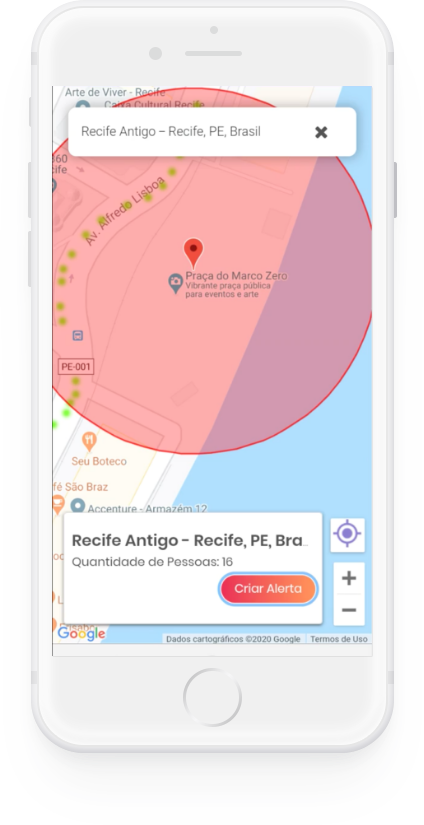 Arte de Viver - Recife
Caixa Cultural Recife
Recife Antigo – Recife, PE, Brasil
Av. Alfredo Lisboa
Praça do Marco Zero
Vibrante praça pública
para eventos e arte
PE-001
Seu Boteco
fé São Braz
Accenture - Armazém 12
Recife Antigo - Recife, PE, Bra
Quantidade de Pessoas: 16
Criar Alerta
+
−
Google
Dados cartográficos ©2020 Google
Termos de Uso